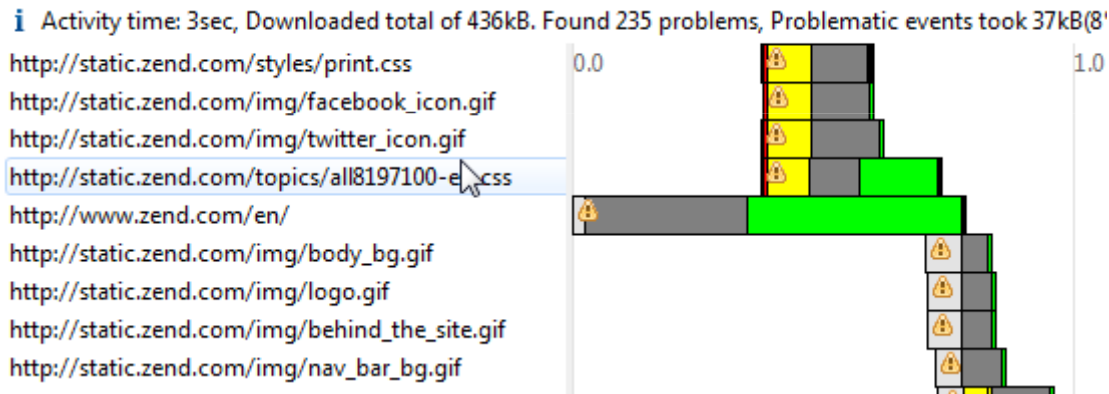 Activity time: 3sec, Downloaded total of 436kB. Found 235 problems, Problematic events took 37kB(8
http://static.zend.com/styles/print.css 0.0 1.0
http://static.zend.com/img/facebook_icon.gif
http://static.zend.com/img/twitter_icon.gif
http://static.zend.com/topics/all8197100-e css
http://www.zend.com/en/
http://static.zend.com/img/body_bg.gif
http://static.zend.com/img/logo.gif
http://static.zend.com/img/behind_the_site.gif
http://static.zend.com/img/nav_bar_bg.gif